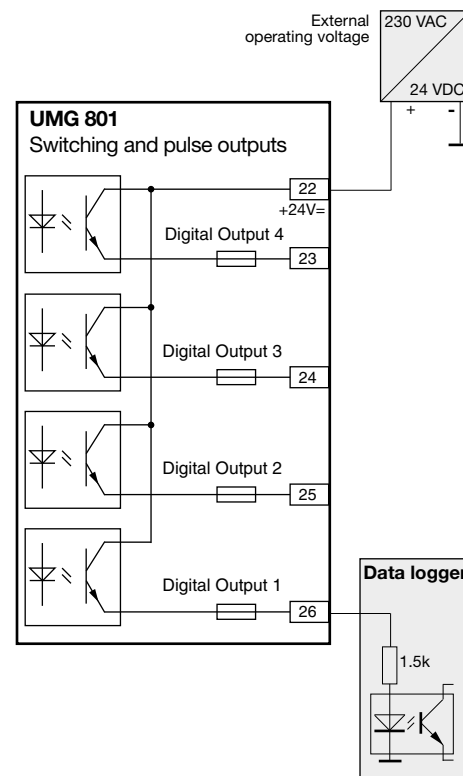 External
operating voltage
230 VAC
24 VDC
+ -
UMG 801
Switching and pulse outputs
22
+24V=
Digital Output 4
23
Digital Output 3
24
Digital Output 2
25
Digital Output 1
26
Data logger
1.5k